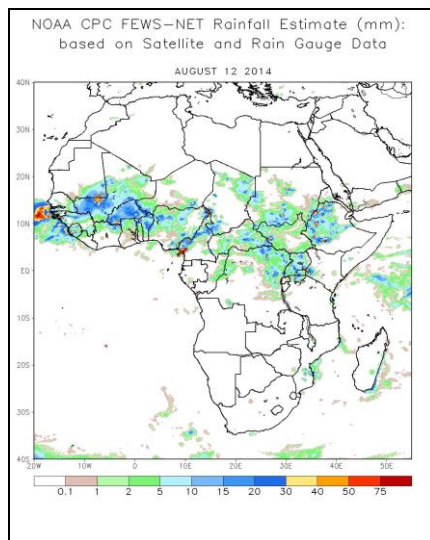 NOAA CPC FEWS-NET Rainfall Estimate (mm):
based on Satellite and Rain Gauge Data
AUGUST 12 2014
40N
30N
20N
10N
EQ
10S
20S
30S
40S
20W 10W 0 10E 20E 30E 40E 50E
0.1 1 2 5 10 15 20 30 40 50 75